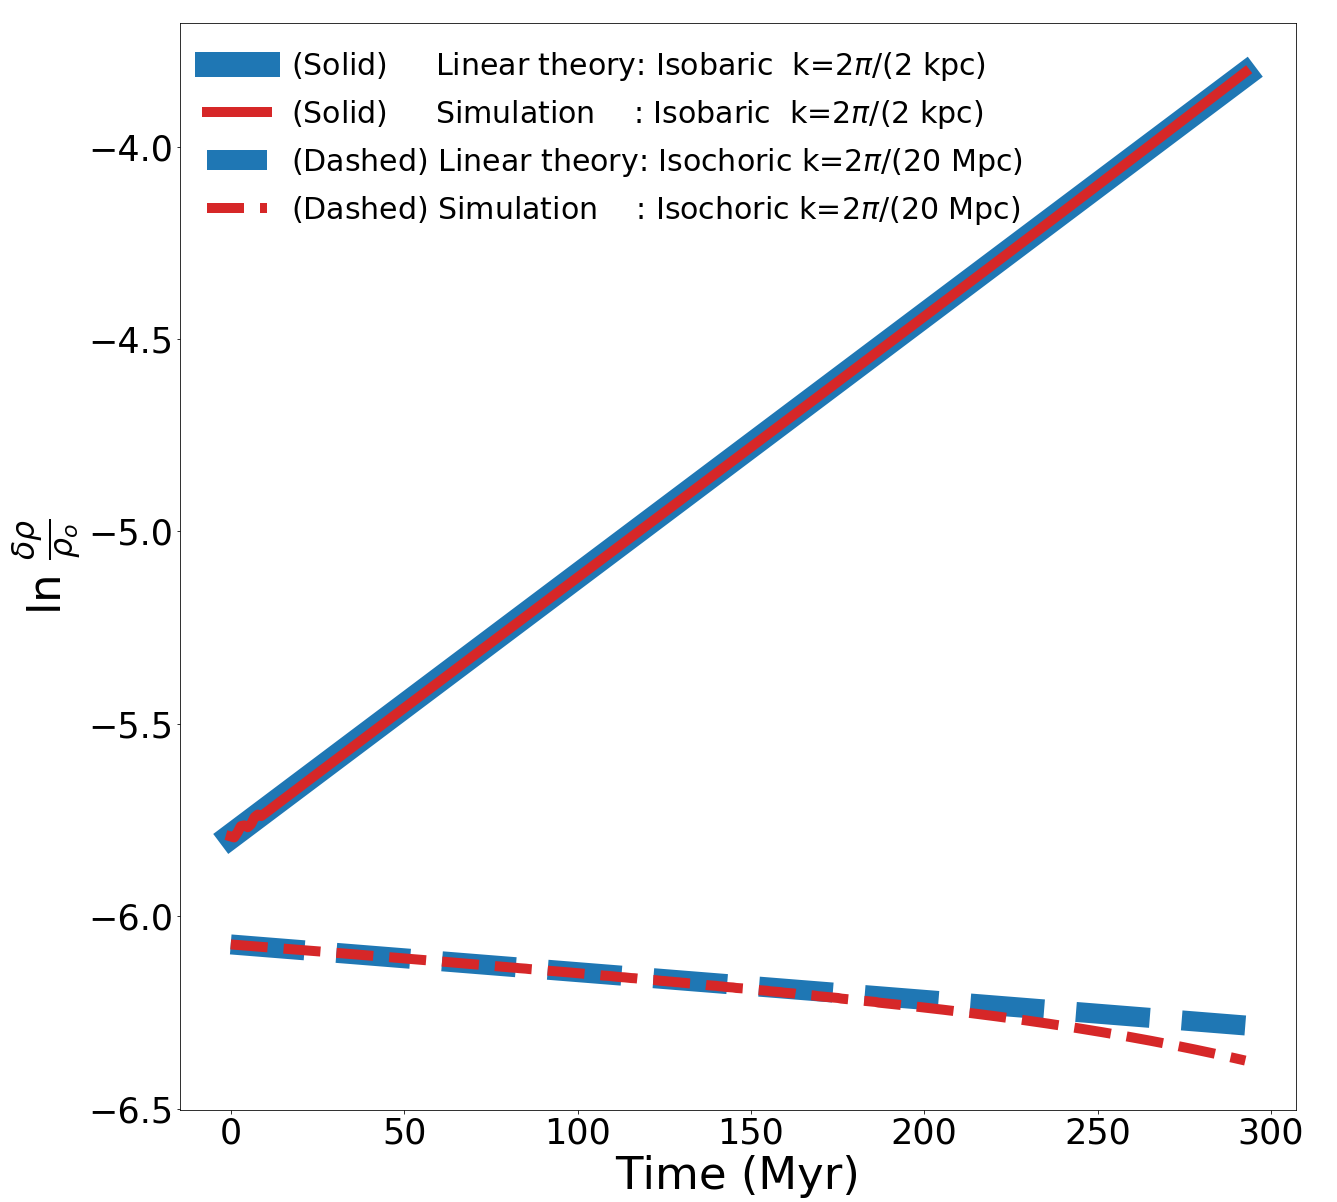 (Solid) Linear theory: Isobaric k=2π/(2 kpc)
(Solid) Simulation : Isobaric k=2π/(2 kpc)
(Dashed) Linear theory: Isochoric k=2π/(20 Mpc)
(Dashed) Simulation : Isochoric k=2π/(20 Mpc)
−4.0
−4.5
−5.0
−5.5
−6.0
−6.5
ln δρ/ρₒ
0 50 100 150 200 250 300
Time (Myr)